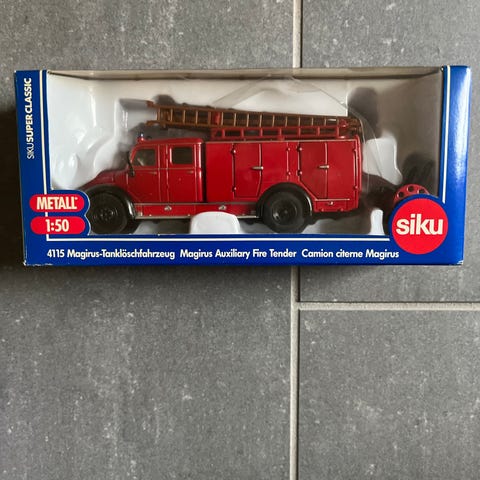 SIKU SUPER CLASSIC
METALL
1:50
4115 Magirus-Tanklöschfahrzeug Magirus Auxiliary Fire Tender Camion citerne Magirus
siku